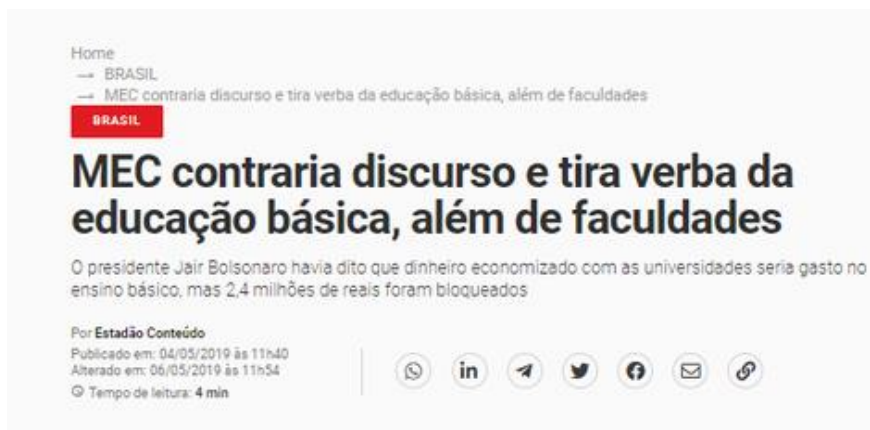 Home
→ BRASIL
→ MEC contraria discurso e tira verba da educação básica, além de faculdades
BRASIL
MEC contraria discurso e tira verba da
educação básica, além de faculdades
O presidente Jair Bolsonaro havia dito que dinheiro economizado com as universidades seria gasto no
ensino básico, mas 2,4 milhões de reais foram bloqueados
Por Estadão Conteúdo
Publicado em: 04/05/2019 às 11h40
Alterado em: 06/05/2019 às 11h54
Tempo de leitura: 4 min